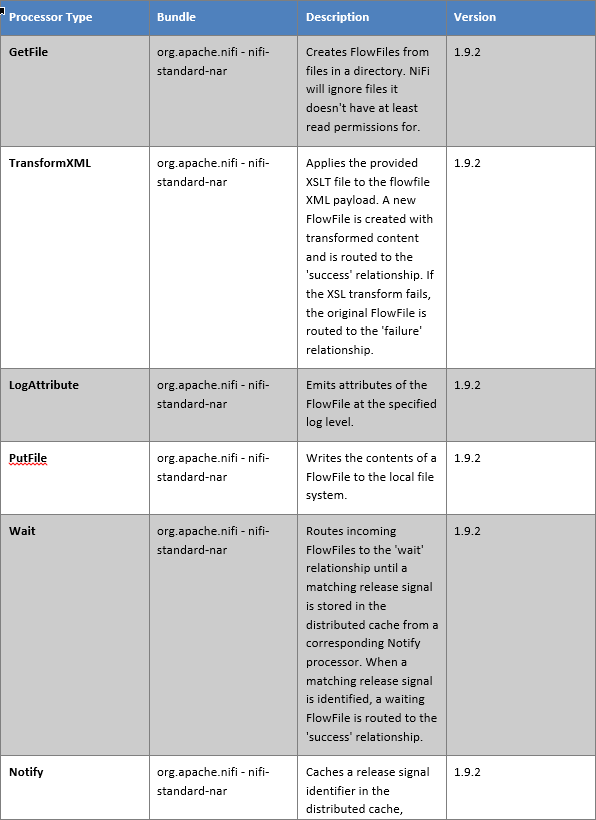 Processor Type Bundle Description Version
GetFile org.apache.nifi - nifi- Creates FlowFiles from 1.9.2
standard-nar files in a directory. NiFi
will ignore files it
doesn't have at least
read permissions for.
TransformXML org.apache.nifi - nifi- Applies the provided 1.9.2
standard-nar XSLT file to the flowfile
XML payload. A new
FlowFile is created with
transformed content
and is routed to the
'success' relationship. If
the XSL transform fails,
the original FlowFile is
routed to the 'failure'
relationship.
LogAttribute org.apache.nifi - nifi- Emits attributes of the 1.9.2
standard-nar FlowFile at the specified
log level.
PutFile org.apache.nifi - nifi- Writes the contents of a 1.9.2
standard-nar FlowFile to the local file
system.
Wait org.apache.nifi - nifi- Routes incoming 1.9.2
standard-nar FlowFiles to the 'wait'
relationship until a
matching release signal
is stored in the
distributed cache from a
corresponding Notify
processor. When a
matching release signal
is identified, a waiting
FlowFile is routed to the
'success' relationship.
Notify org.apache.nifi - nifi- Caches a release signal 1.9.2
standard-nar identifier in the
distributed cache,